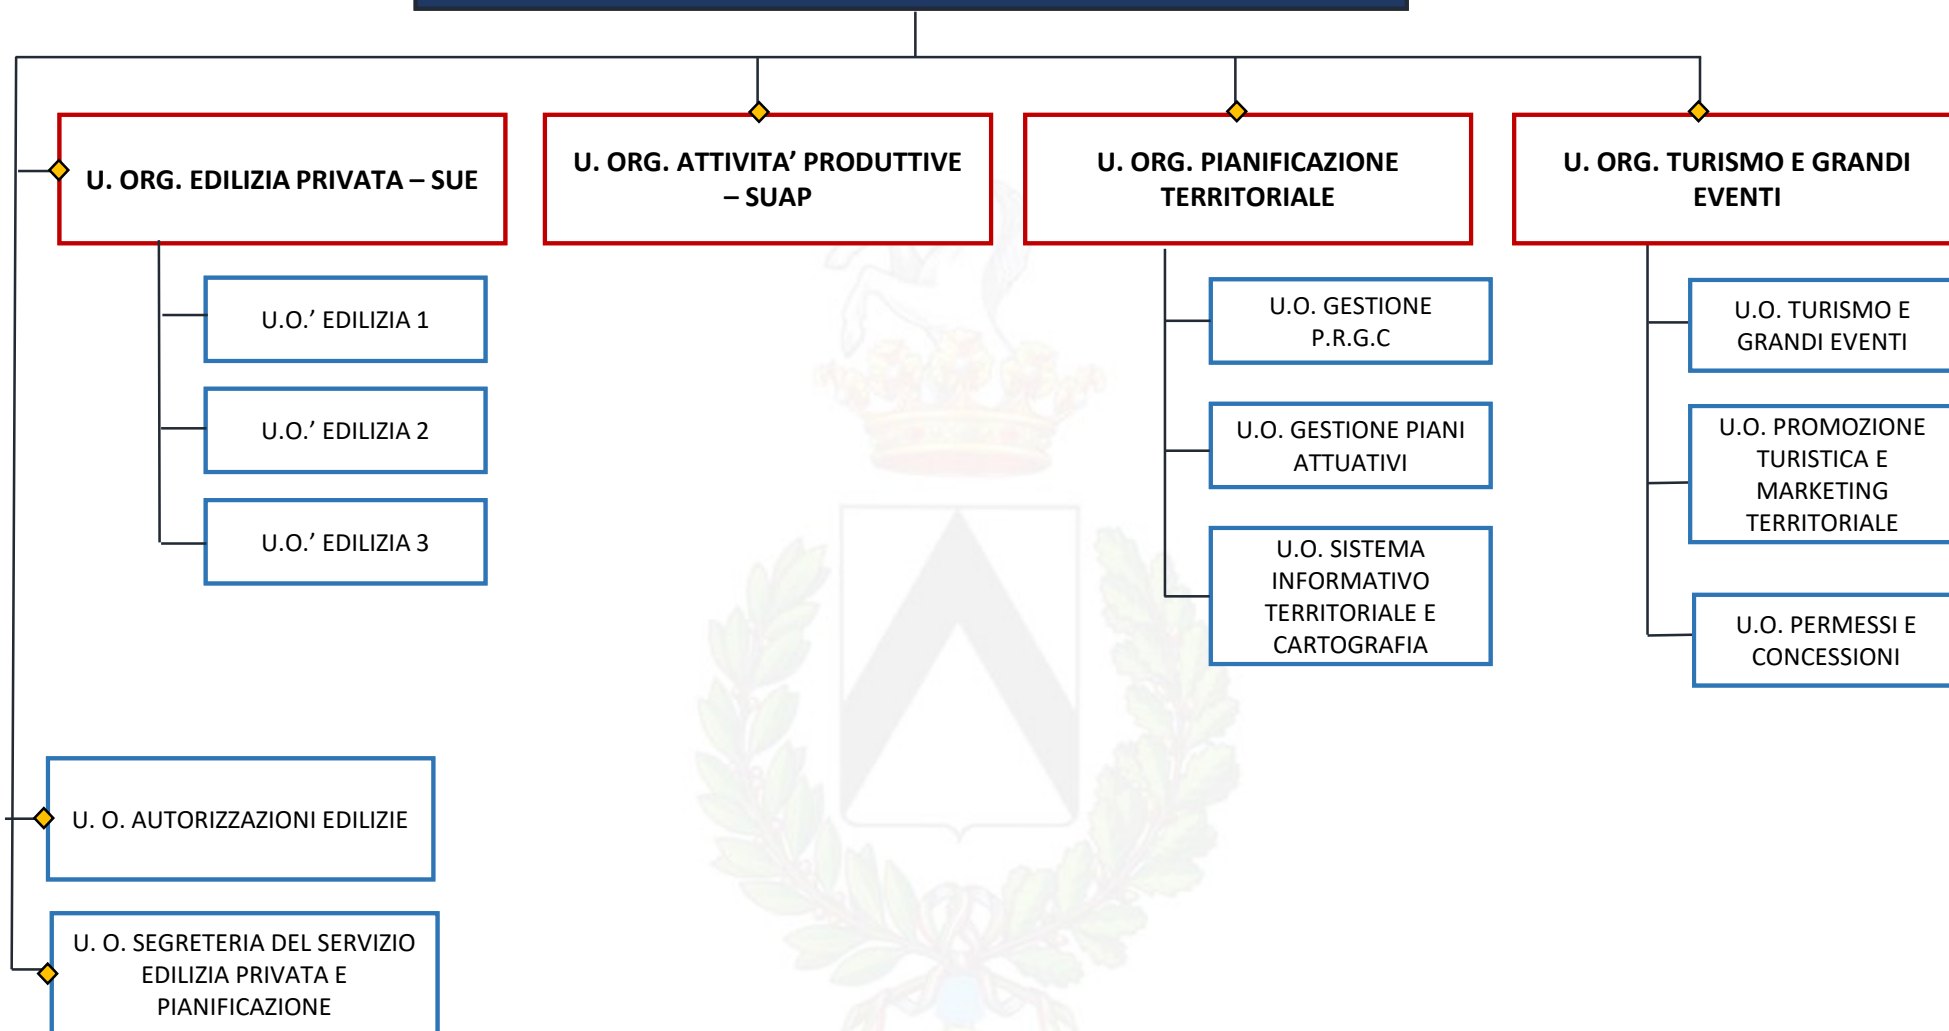 U. ORG. EDILIZIA PRIVATA – SUE
U. ORG. ATTIVITA’ PRODUTTIVE
– SUAP
U. ORG. PIANIFICAZIONE
TERRITORIALE
U. ORG. TURISMO E GRANDI
EVENTI
U.O.’ EDILIZIA 1
U.O.’ EDILIZIA 2
U.O.’ EDILIZIA 3
U.O. GESTIONE
P.R.G.C
U.O. GESTIONE PIANI
ATTUATIVI
U.O. SISTEMA
INFORMATIVO
TERRITORIALE E
CARTOGRAFIA
U.O. TURISMO E
GRANDI EVENTI
U.O. PROMOZIONE
TURISTICA E
MARKETING
TERRITORIALE
U.O. PERMESSI E
CONCESSIONI
U. O. AUTORIZZAZIONI EDILIZIE
U. O. SEGRETERIA DEL SERVIZIO
EDILIZIA PRIVATA E
PIANIFICAZIONE